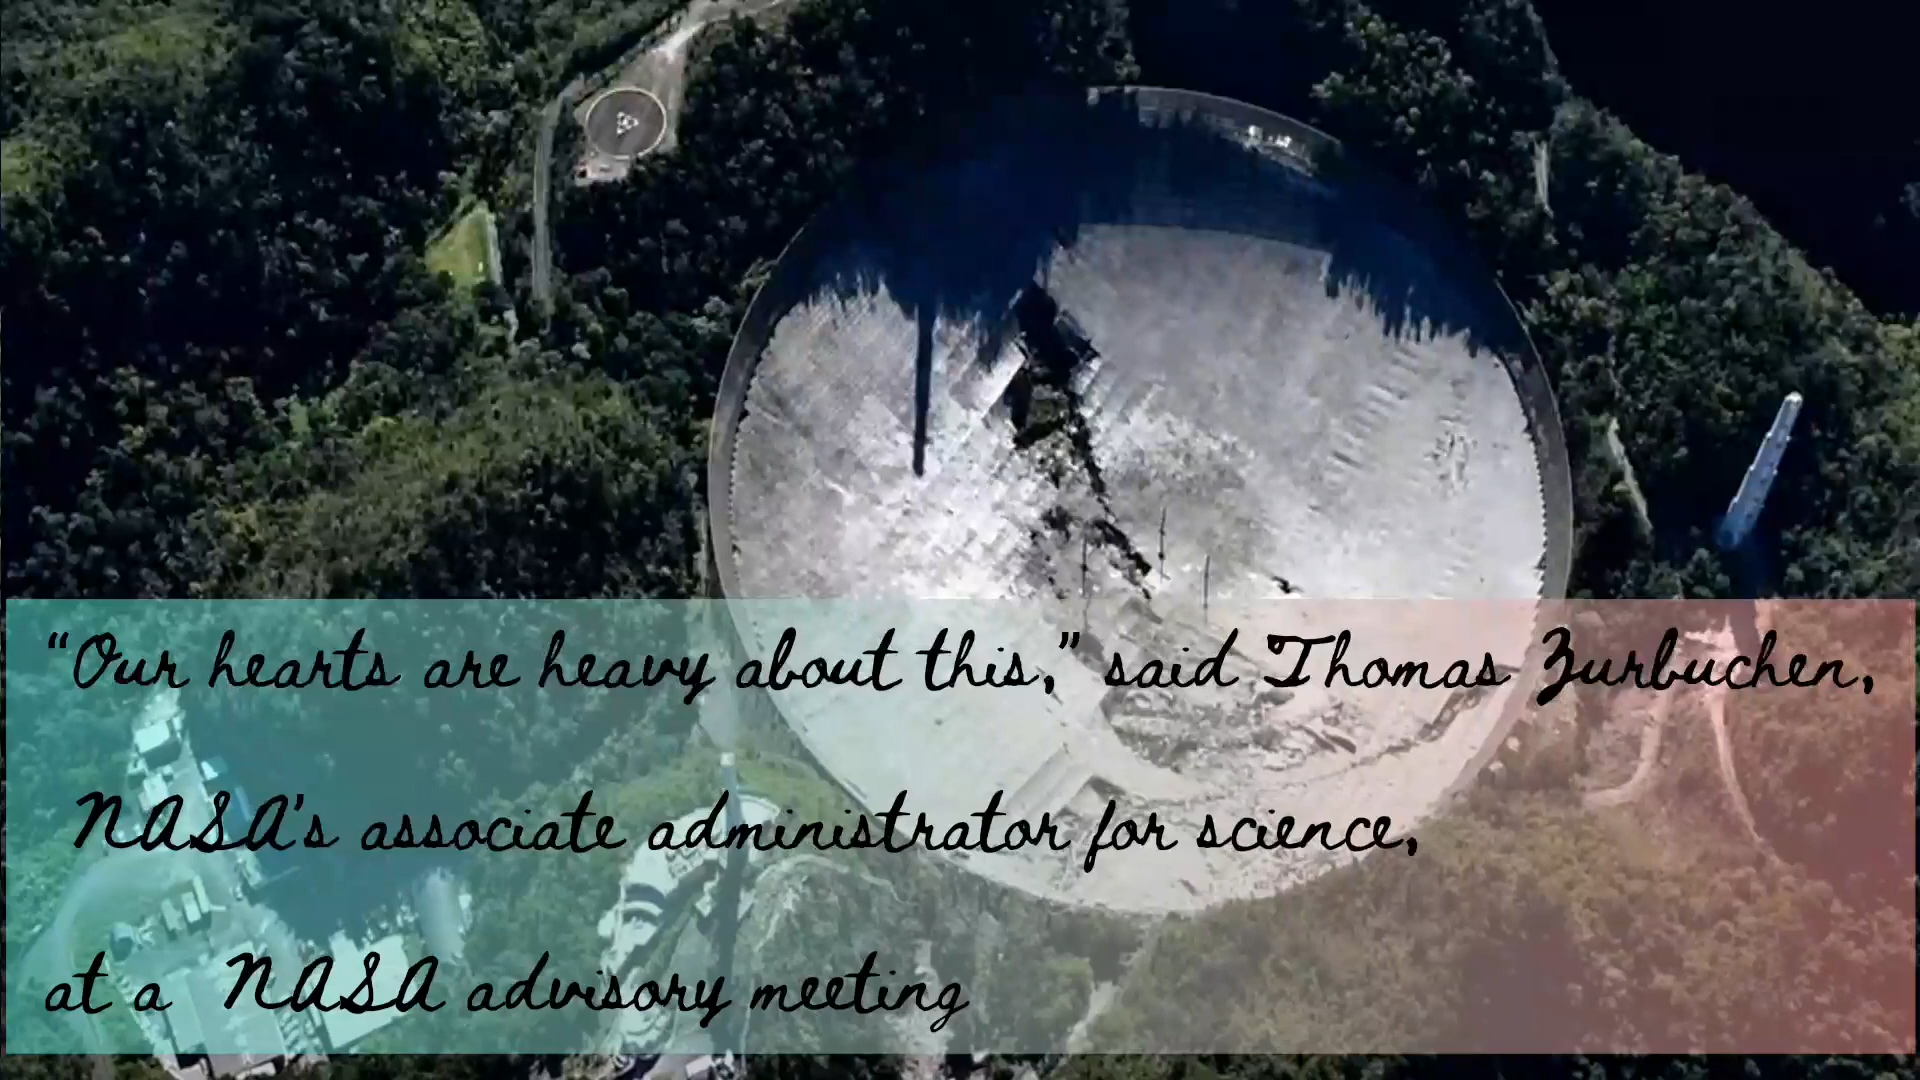 “Our hearts are heavy about this,” said Thomas Zurbuchen,
NASA’s associate administrator for science,
at a NASA advisory meeting